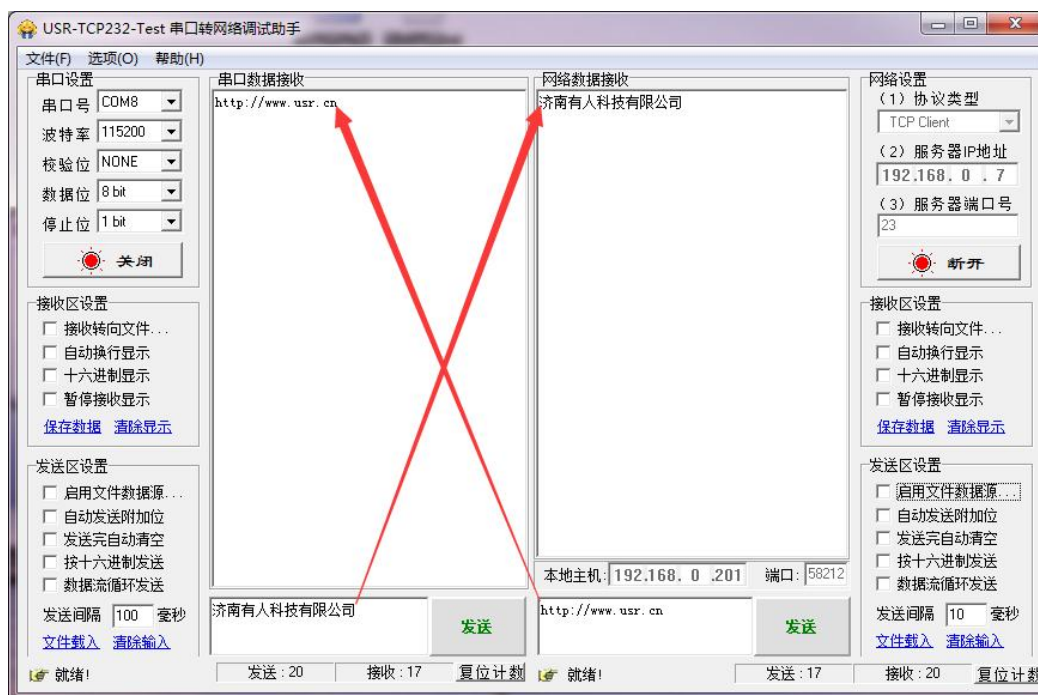 USR-TCP232-Test 串口转网络调试助手
文件(F) 选项(O) 帮助(H)
串口设置
串口号 COM8
波特率 115200
校验位 NONE
数据位 8 bit
停止位 1 bit
关闭
接收区设置
接收转向文件...
自动换行显示
十六进制显示
暂停接收显示
保存数据 清除显示
发送区设置
启用文件数据源...
自动发送附加位
发送完自动清空
按十六进制发送
数据流循环发送
发送间隔 100 毫秒
文件载入 清除输入
就绪!
串口数据接收
http://www.usr.cn
济南有人科技有限公司
发送
发送:20 接收:17 复位计数
网络数据接收
济南有人科技有限公司
本地主机: 192.168. 0 .201 端口: 58212
http://www.usr.cn
发送
就绪!
发送:17 接收:20 复位计数
网络设置
(1) 协议类型
TCP Client
(2) 服务器IP地址
192.168. 0 . 7
(3) 服务器端口号
23
断开
接收区设置
接收转向文件...
自动换行显示
十六进制显示
暂停接收显示
保存数据 清除显示
发送区设置
启用文件数据源...
自动发送附加位
发送完自动清空
按十六进制发送
数据流循环发送
发送间隔 10 毫秒
文件载入 清除输入